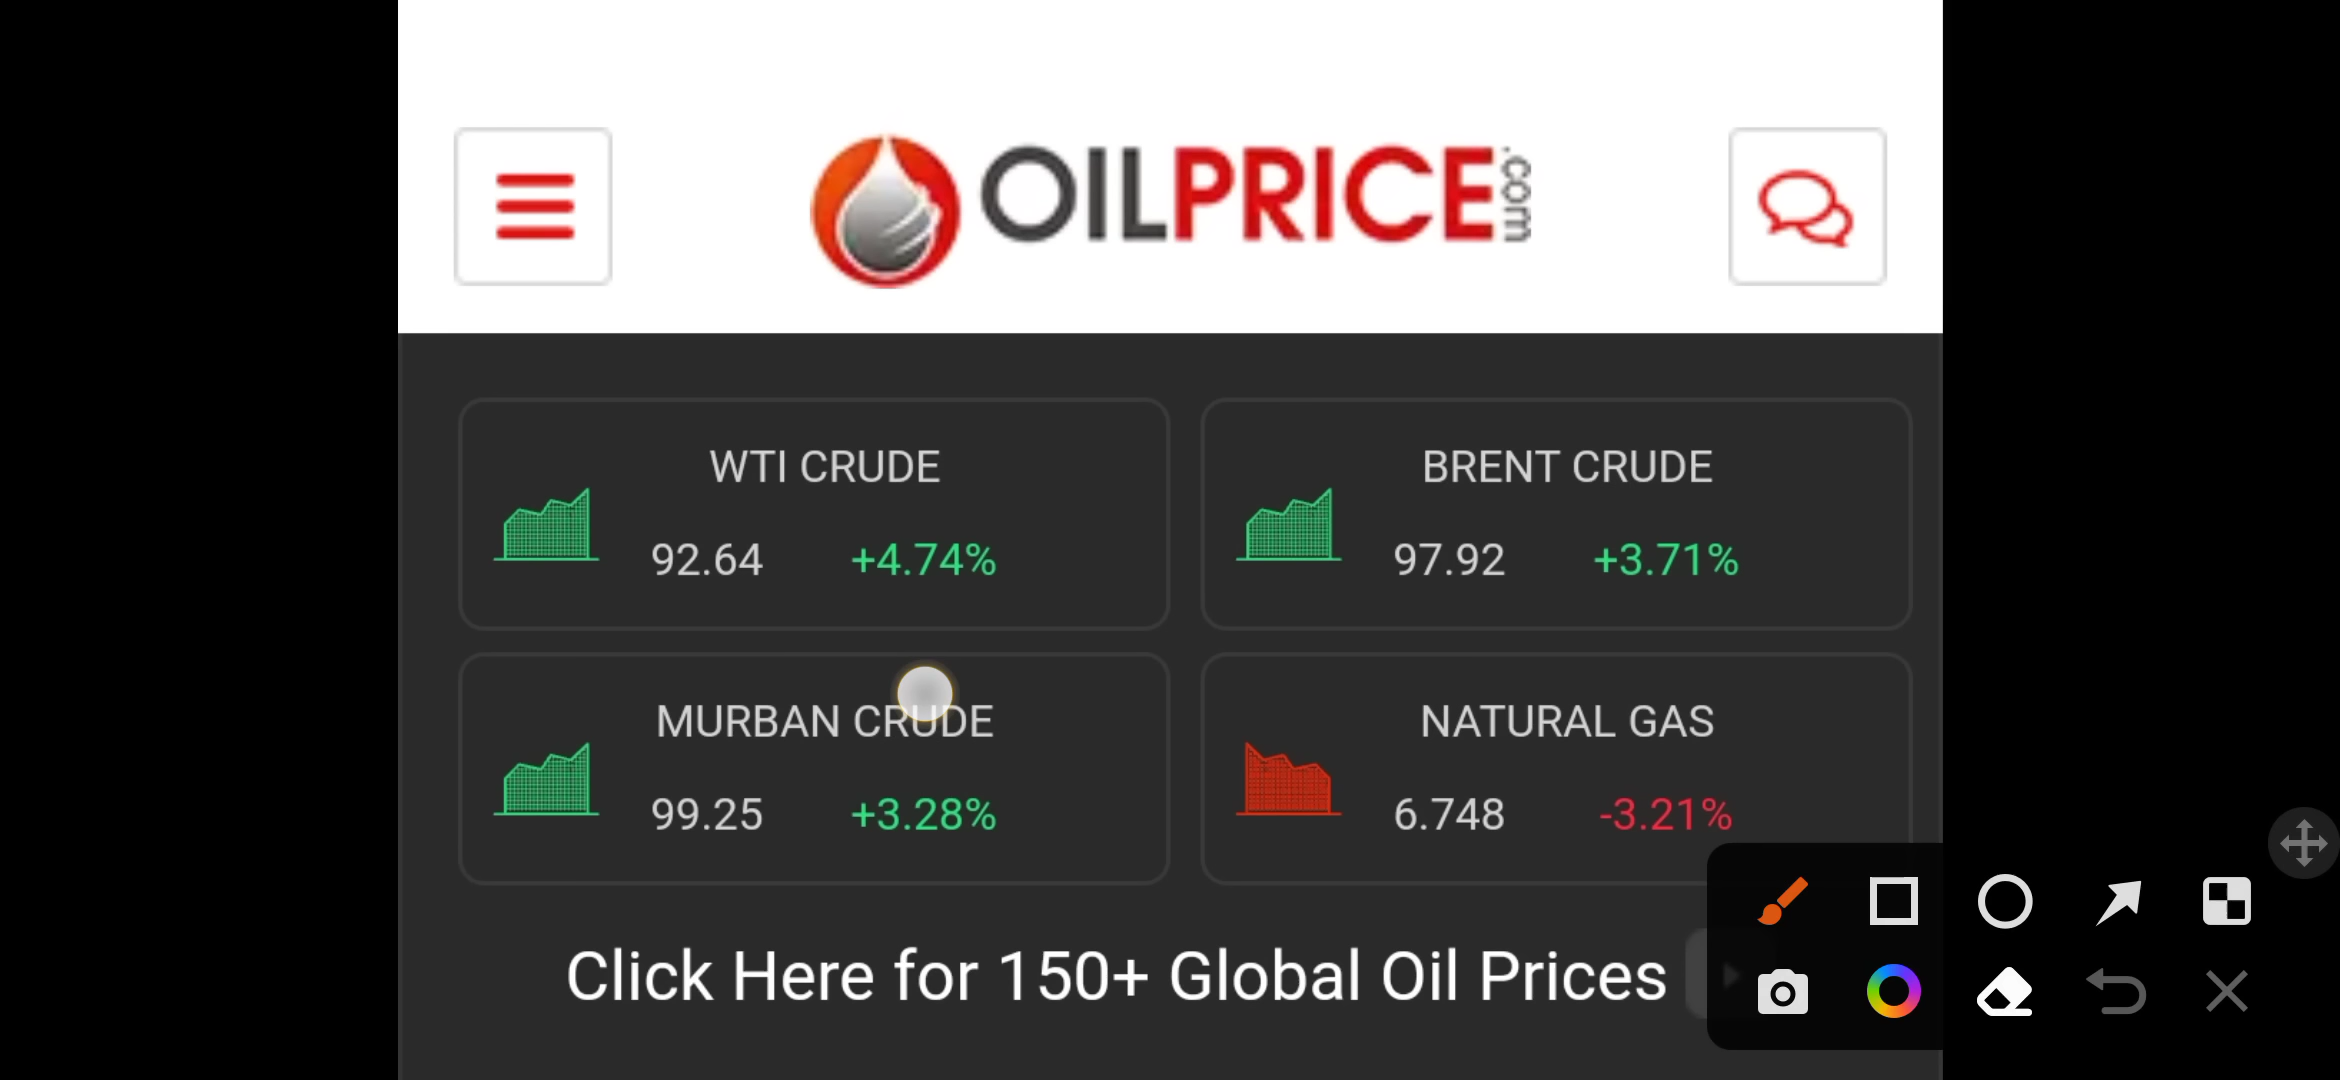 OILPRICE.com
WTI CRUDE
92.64 +4.74%
BRENT CRUDE
97.92 +3.71%
MURBAN CRUDE
99.25 +3.28%
NATURAL GAS
6.748 -3.21%
Click Here for 150+ Global Oil Prices